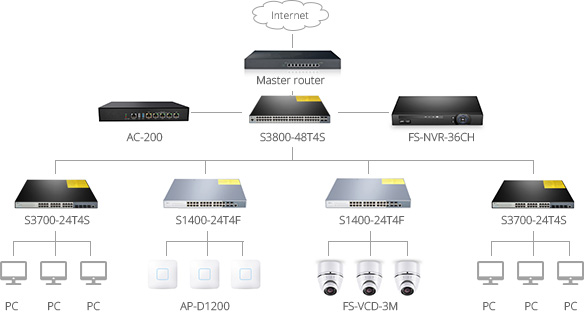 Internet
Master router
AC-200
S3800-48T4S
FS-NVR-36CH
S3700-24T4S
S1400-24T4F
S1400-24T4F
S3700-24T4S
PC PC PC
AP-D1200
FS-VCD-3M
PC PC PC